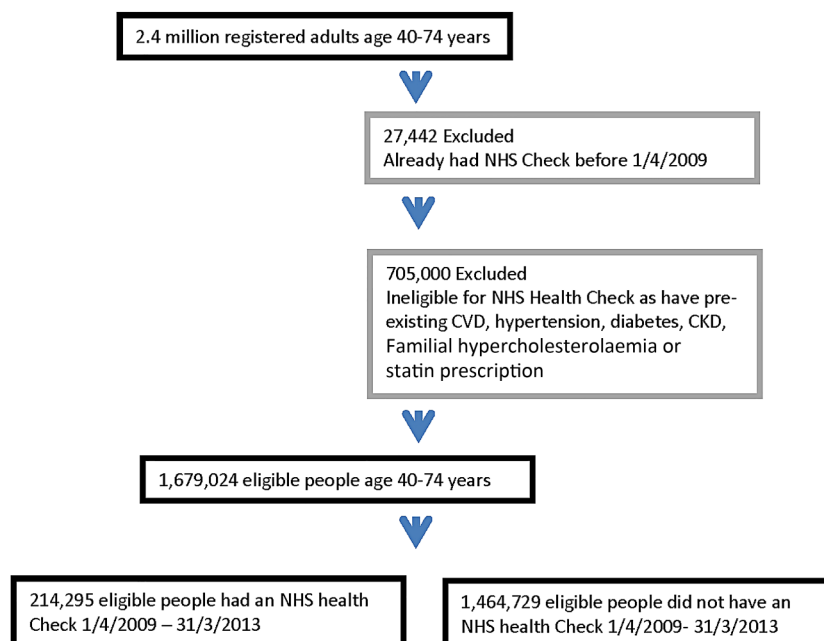 2.4 million registered adults age 40-74 years
27,442 Excluded
Already had NHS Check before 1/4/2009
705,000 Excluded
Ineligible for NHS Health Check as have pre-
existing CVD, hypertension, diabetes, CKD,
Familial hypercholesterolaemia or
statin prescription
1,679,024 eligible people age 40-74 years
214,295 eligible people had an NHS health
Check 1/4/2009 – 31/3/2013
1,464,729 eligible people did not have an
NHS health Check 1/4/2009- 31/3/2013